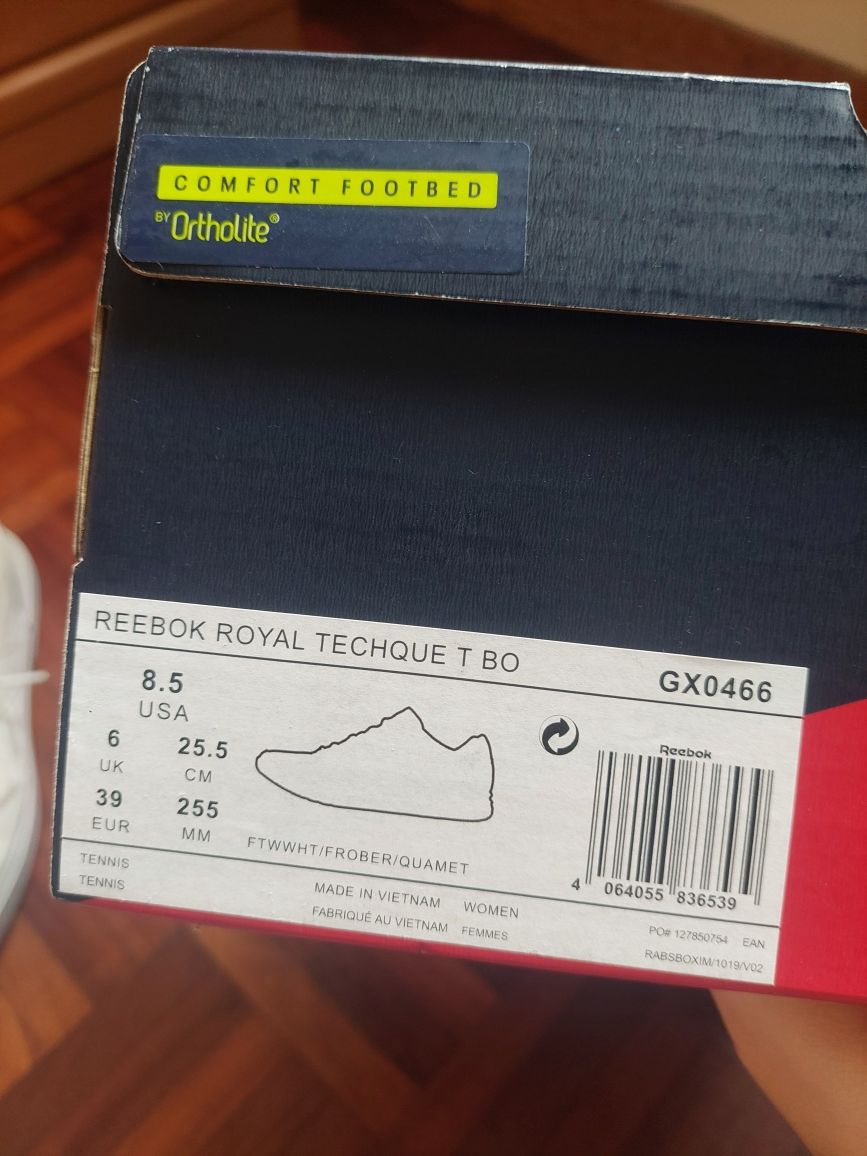 COMFORT FOOTBED
BY Ortholite®
REEBOK ROYAL TECHQUE T BO
GX0466
8.5
USA
6
UK
25.5
CM
39
EUR
255
MM
FTWWHT/FROBER/QUAMET
Reebok
4 064055 836539
TENNIS
TENNIS
MADE IN VIETNAM WOMEN
FABRIQUÉ AU VIETNAM FEMMES
PO# 127850754 EAN
RABSBOXIM/1019/V02